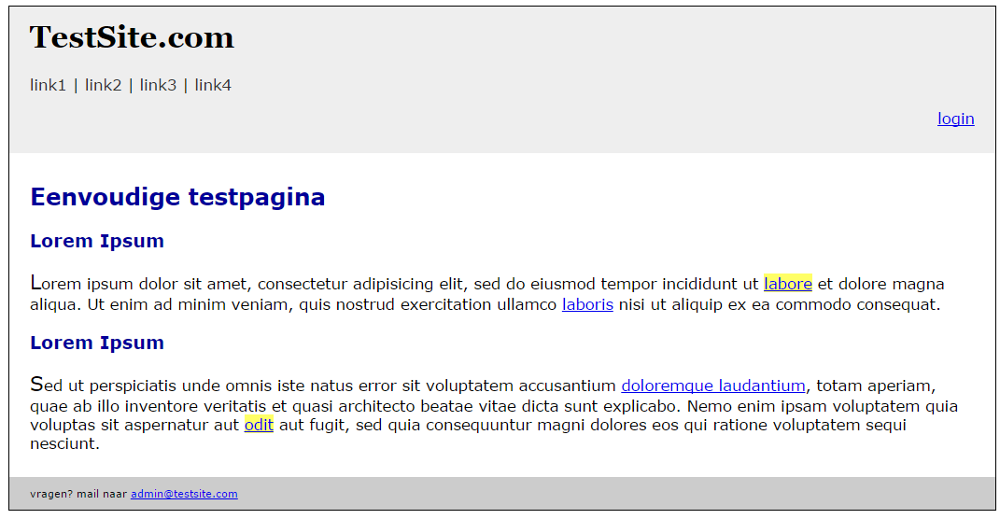 TestSite.com
link1 | link2 | link3 | link4
login
Eenvoudige testpagina
Lorem Ipsum
Lorem ipsum dolor sit amet, consectetur adipisicing elit, sed do eiusmod tempor incididunt ut labore et dolore magna
aliqua. Ut enim ad minim veniam, quis nostrud exercitation ullamco laboris nisi ut aliquip ex ea commodo consequat.
Lorem Ipsum
Sed ut perspiciatis unde omnis iste natus error sit voluptatem accusantium doloremque laudantium, totam aperiam,
quae ab illo inventore veritatis et quasi architecto beatae vitae dicta sunt explicabo. Nemo enim ipsam voluptatem quia
voluptas sit aspernatur aut odit aut fugit, sed quia consequuntur magni dolores eos qui ratione voluptatem sequi
nesciunt.
vragen? mail naar admin@testsite.com